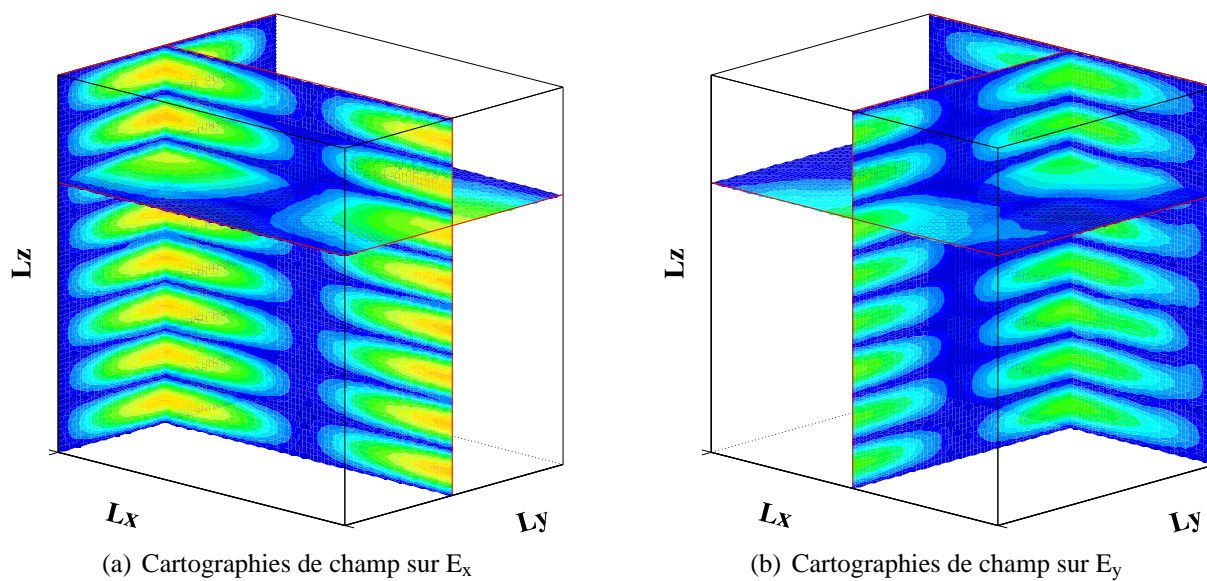 Lz
Lx
Ly
Lz
Lx
Ly
(a) Cartographies de champ sur Ex
(b) Cartographies de champ sur Ey